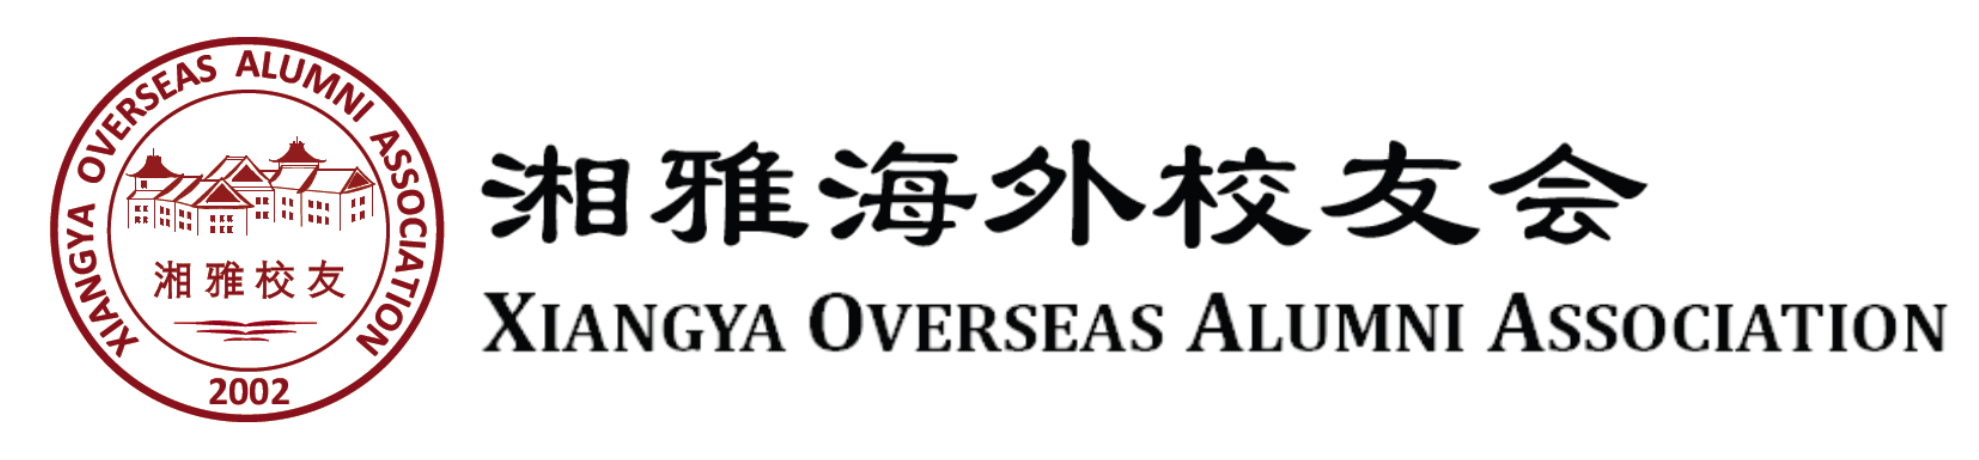 XIANGYA OVERSEAS ALUMNI ASSOCIATION
湘雅校友
2002
湘雅海外校友会
XIANGYA OVERSEAS ALUMNI ASSOCIATION